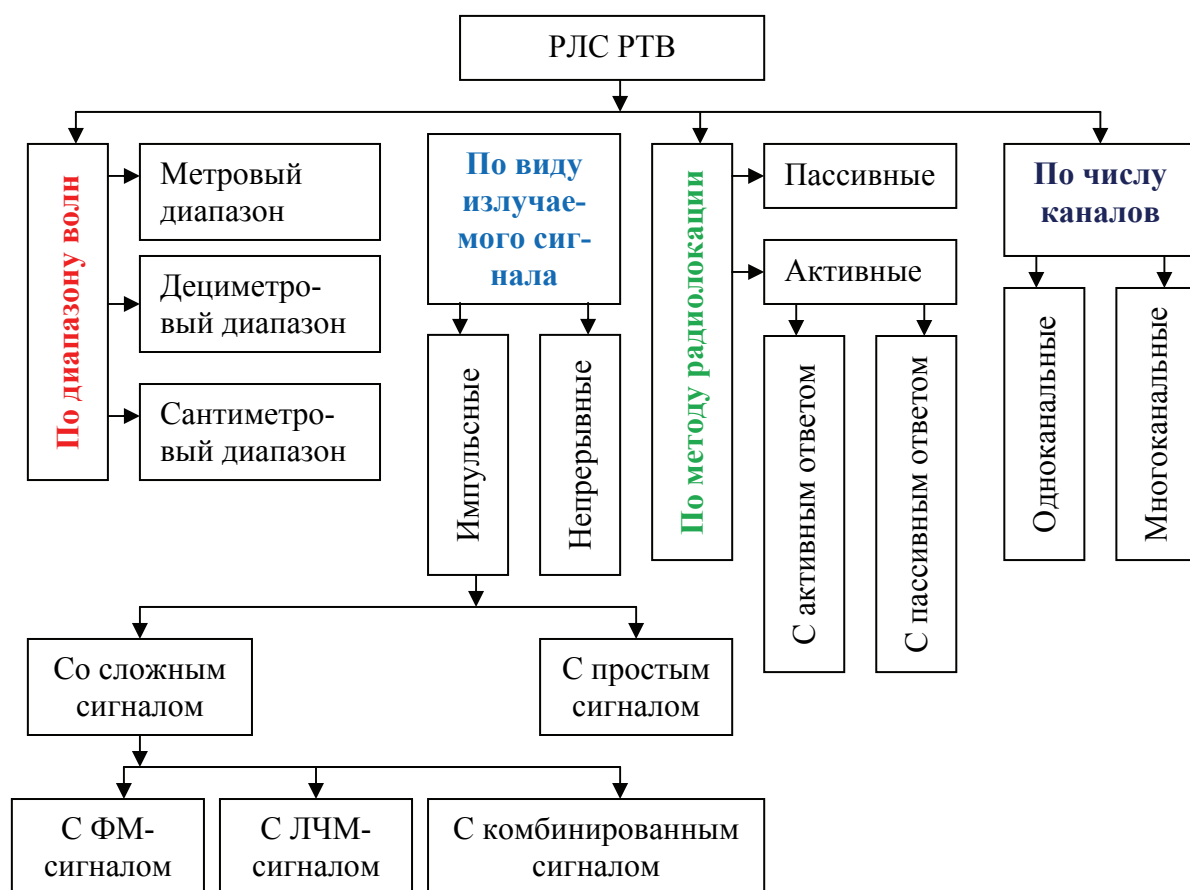 РЛС РТВ
По диапазону волн
Метровый
диапазон
Дециметро-
вый диапазон
Сантиметро-
вый диапазон
По виду
излучае-
мого сиг-
нала
Импульсные
Непрерывные
По методу радиолокации
Пассивные
Активные
С активным ответом
С пассивным ответом
По числу
каналов
Одноканальные
Многоканальные
Со сложным
сигналом
С простым
сигналом
С ФМ-
сигналом
С ЛЧМ-
сигналом
С комбинированным
сигналом